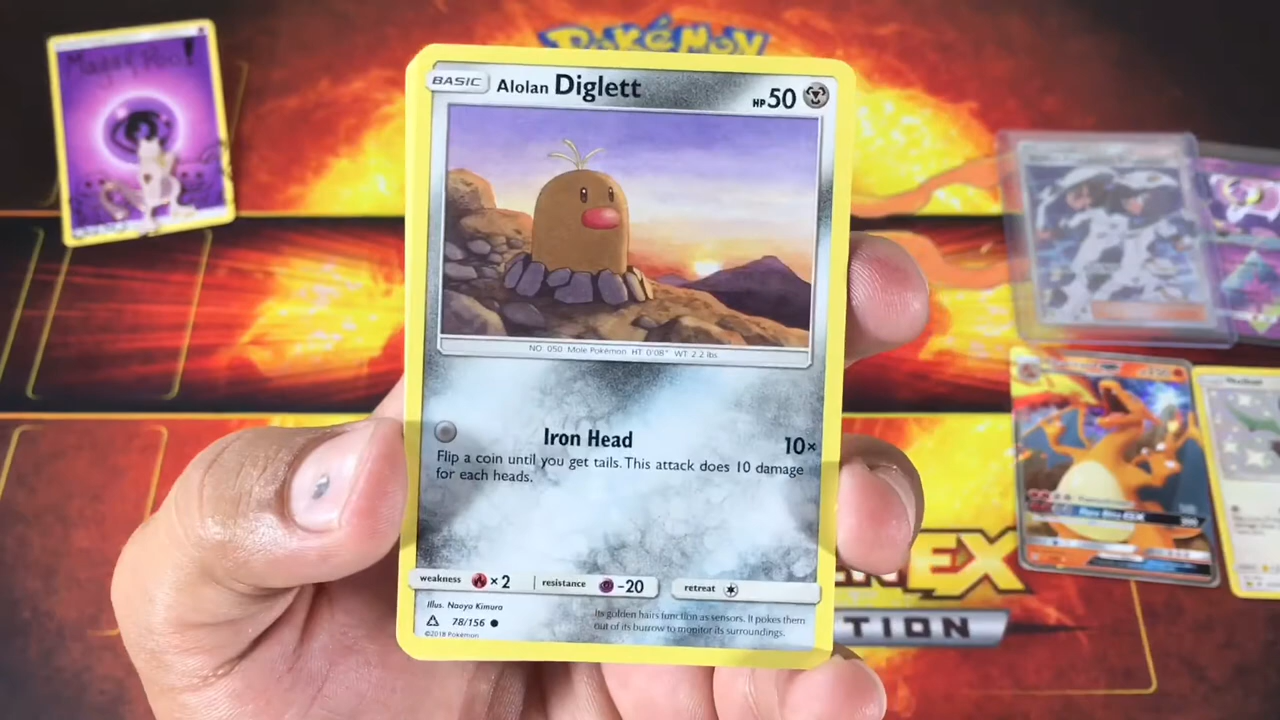 POKÉMON
BASIC Alolan Diglett HP 50
NO. 050 Mole Pokémon HT 0'08" WT 2.2 lbs.
Iron Head 10×
Flip a coin until you get tails. This attack does 10 damage
for each heads.
weakness ×2 resistance -20 retreat
Illus. Naoya Kimura
78/156
©2018 Pokémon
Its golden hairs function as sensors. It pokes them
out of its burrow to monitor its surroundings.
EX
TION